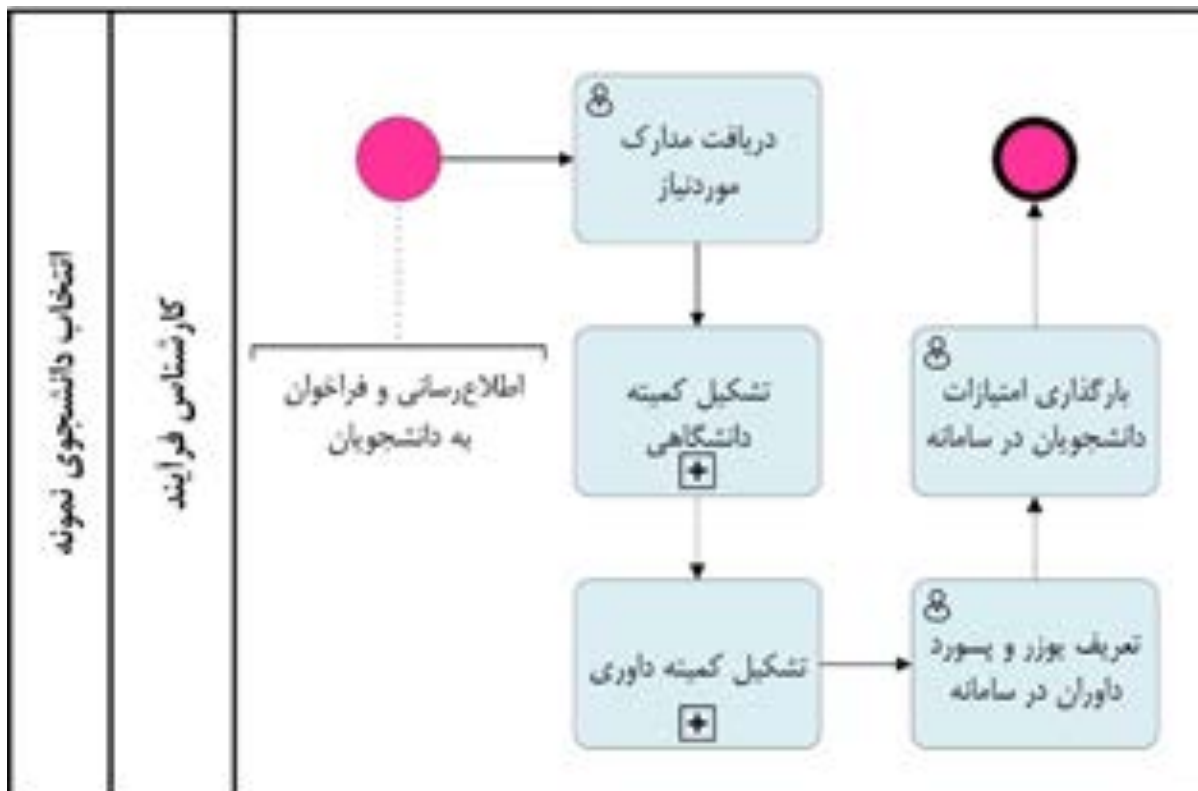 انتخاب دانشجوی نمونه
کارشناس فرایند
اطلاع‌رسانی و فراخوان
به دانشجویان
دریافت مدارک
موردنیاز
تشکیل کمیته
دانشگاهی
تشکیل کمیته داوری
تعریف یوزر و پسورد
داوران در سامانه
بارگذاری امتیازات
دانشجویان در سامانه